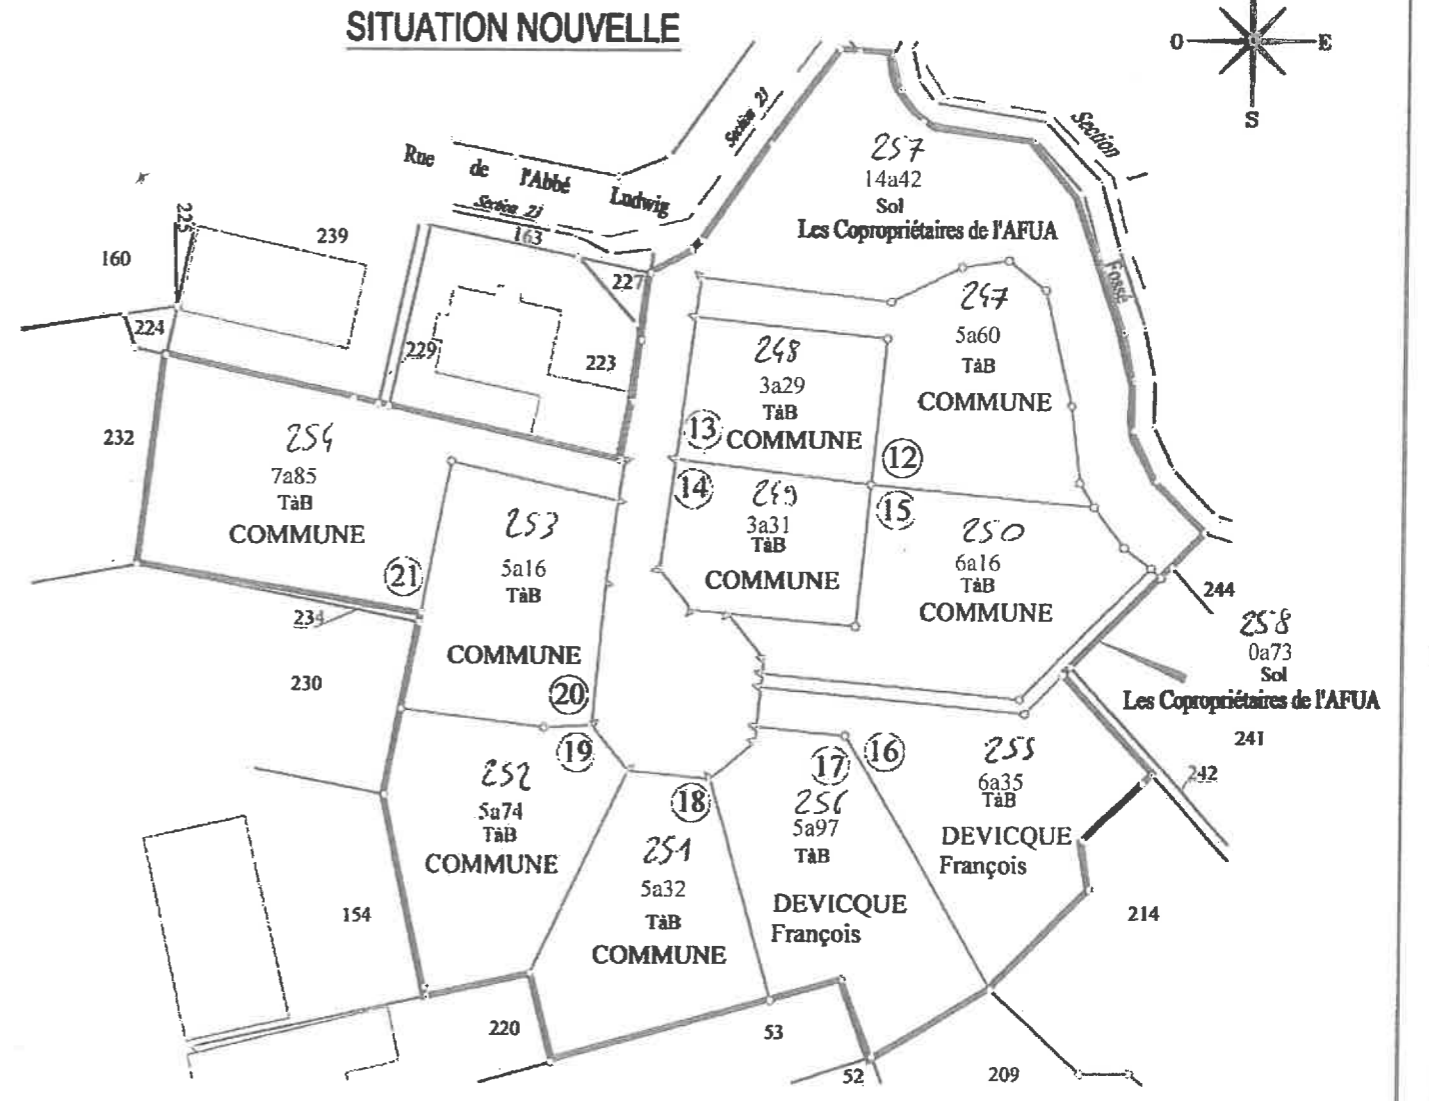 SITUATION NOUVELLE
O
E
S
Section 2J
Section
Rue de l'Abbé Ludwig
Section 2J
163
257
14a42
Sol
Les Copropriétaires de l'AFUA
Fossé
225
239
160
227
224
229
223
247
5a60
TàB
COMMUNE
248
3a29
TàB
COMMUNE
13
12
232
254
7a85
TàB
COMMUNE
21
14
249
3a31
TàB
COMMUNE
15
250
6a16
TàB
COMMUNE
253
5a16
TàB
COMMUNE
20
234
230
244
258
0a73
Sol
Les Copropriétaires de l'AFUA
241
242
19
252
5a74
TàB
COMMUNE
18
251
5a32
TàB
COMMUNE
17
256
5a97
TàB
DEVICQUE
François
16
255
6a35
TàB
DEVICQUE
François
154
214
220
53
52
209